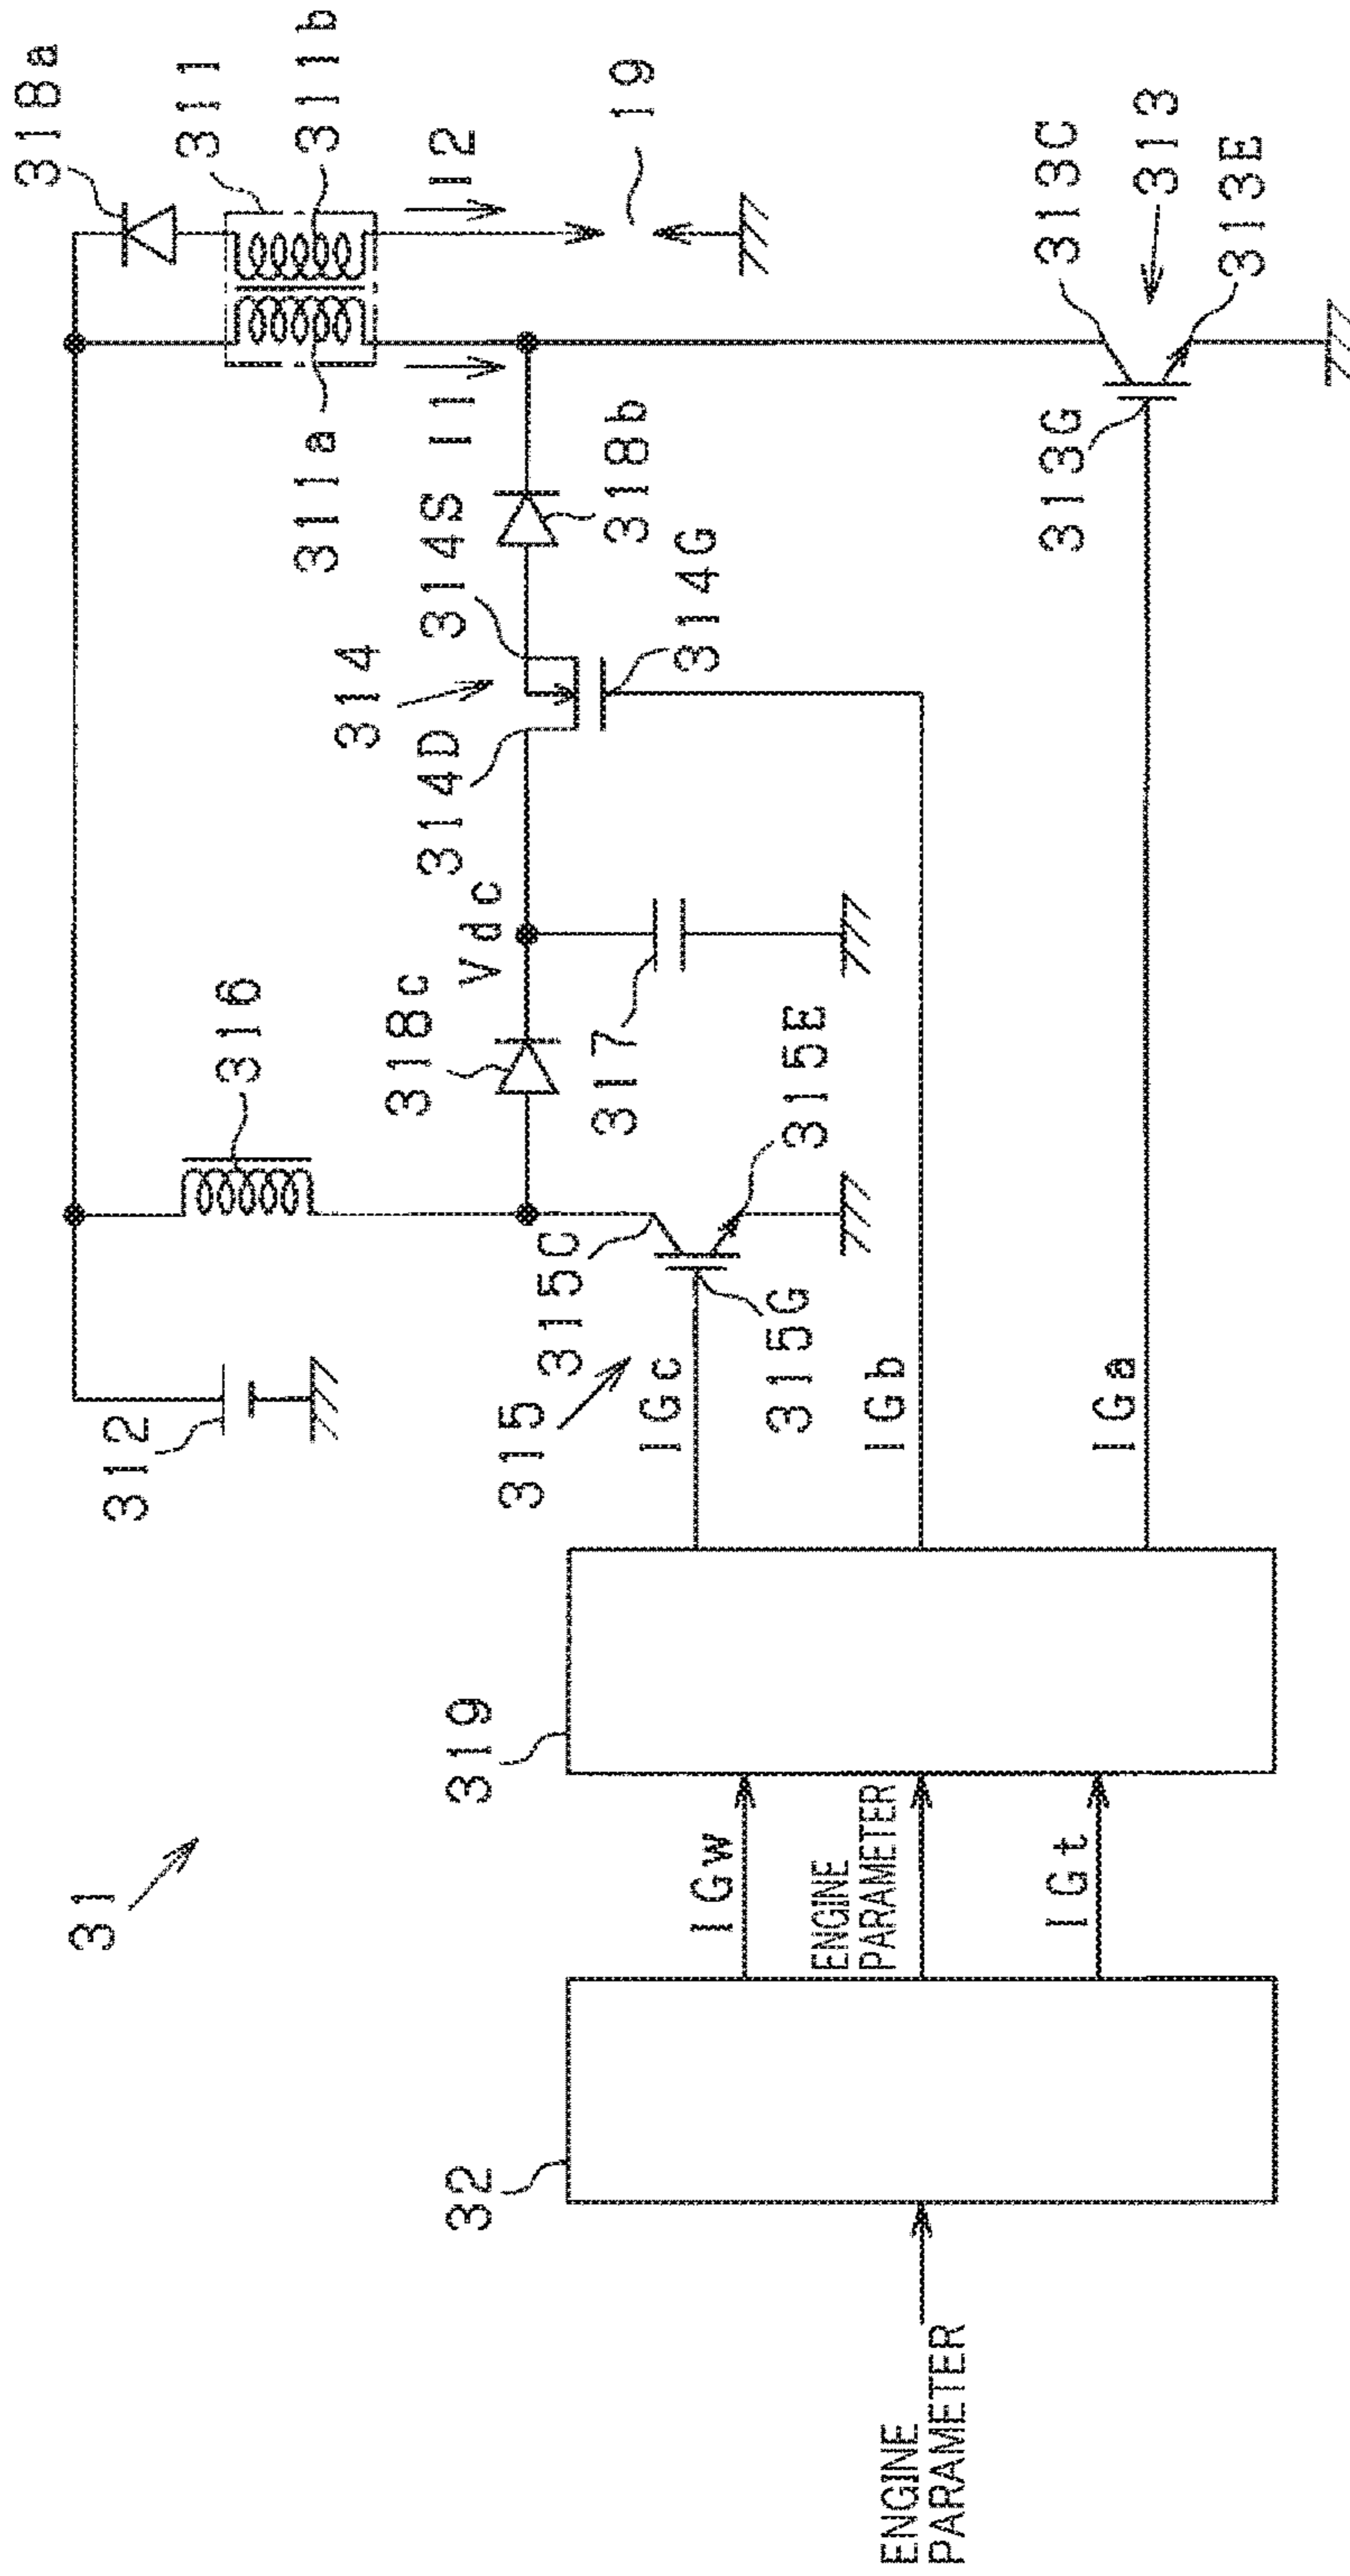 31
312
316
318a
311
311b
311a
I1
I2
19
318c
Vdc
314D
314
314S
318b
317
314G
315
315C
315E
315G
IGc
IGb
IGa
313C
313
313E
313G
32
319
IGw
ENGINE
PARAMETER
IGt
ENGINE
PARAMETER